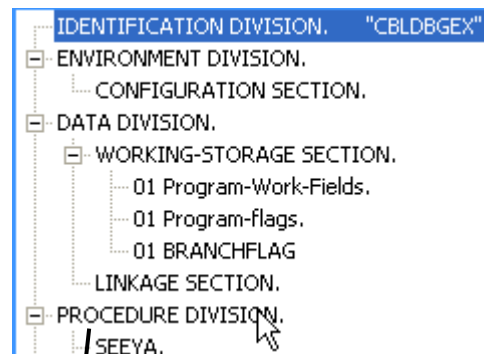 IDENTIFICATION DIVISION. "CBLDBGEX"
ENVIRONMENT DIVISION.
CONFIGURATION SECTION.
DATA DIVISION.
WORKING-STORAGE SECTION.
01 Program-Work-Fields.
01 Program-flags.
01 BRANCHFLAG
LINKAGE SECTION.
PROCEDURE DIVISION.
SEEYA.